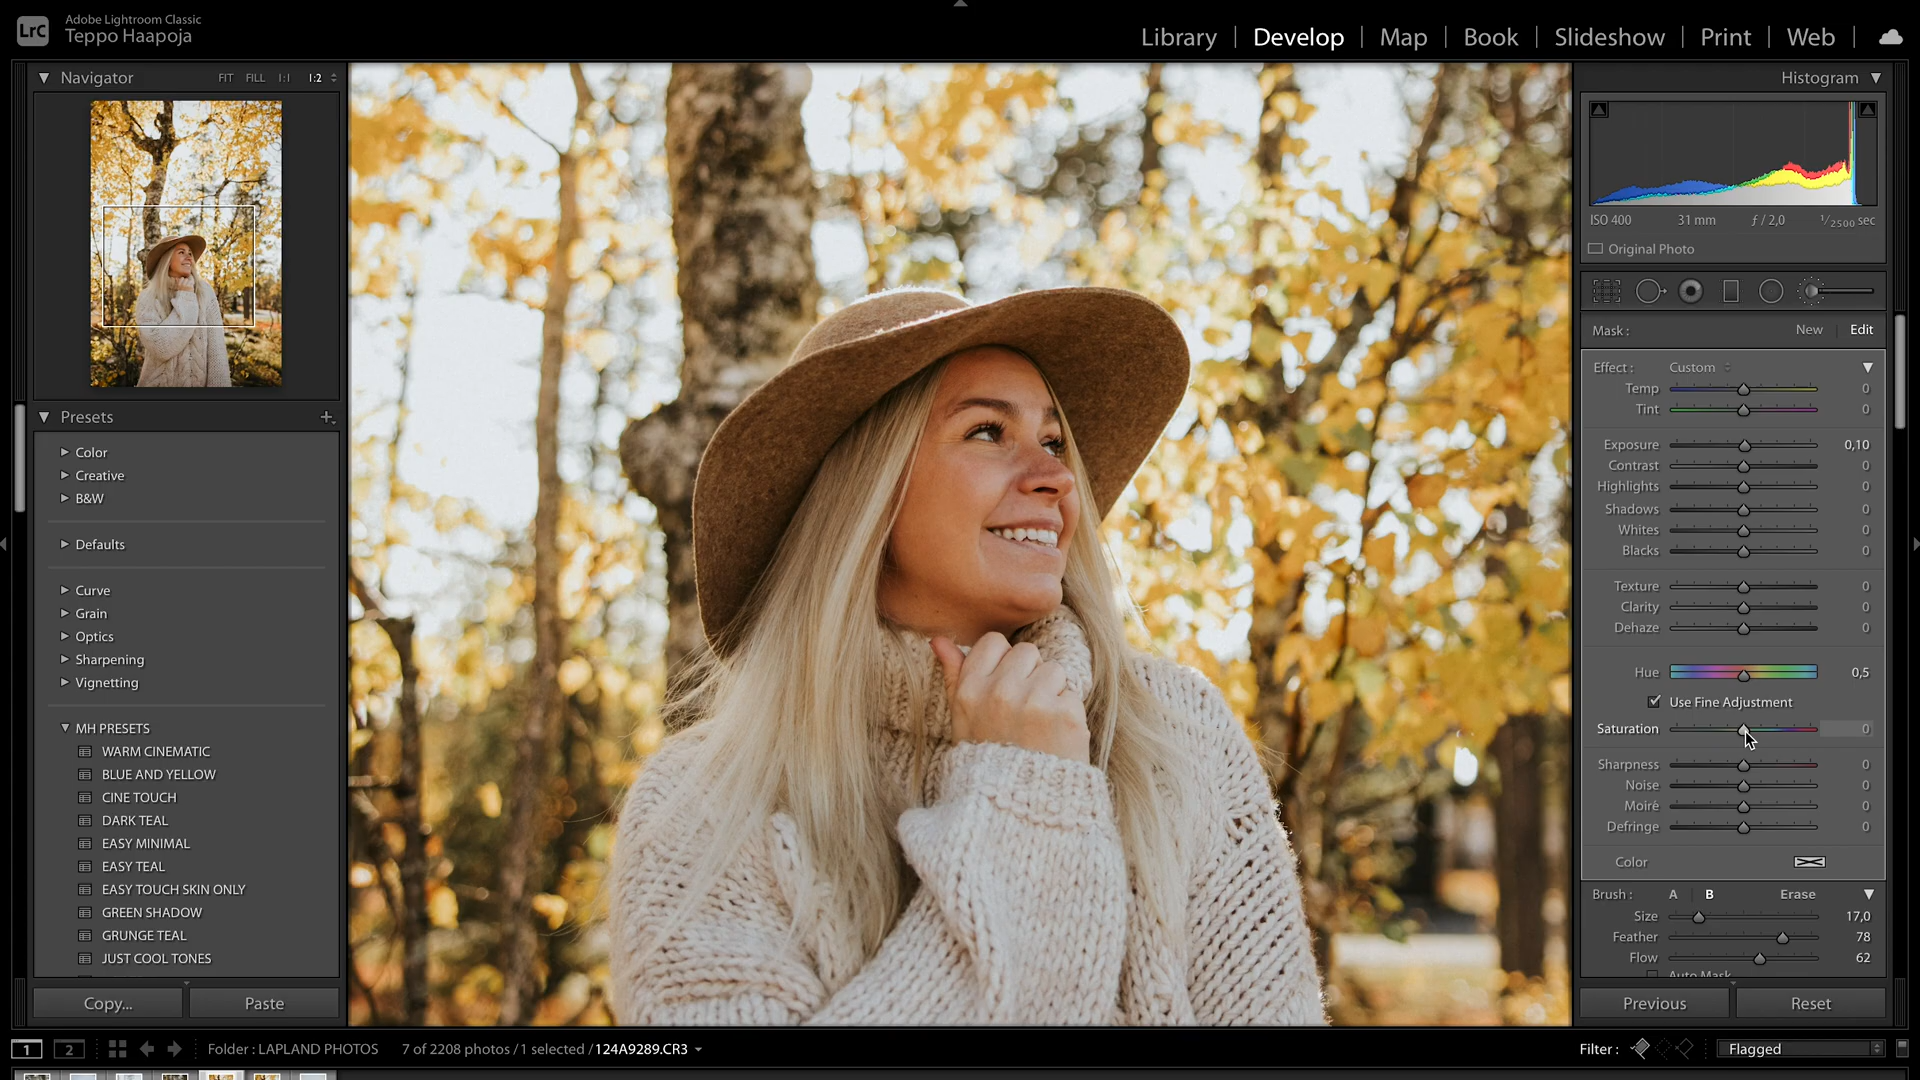 LrC
Adobe Lightroom Classic
Teppo Haapoja
Library | Develop | Map | Book | Slideshow | Print | Web
Navigator FIT FILL 1:1 1:2
Presets +
Color
Creative
B&W
Defaults
Curve
Grain
Optics
Sharpening
Vignetting
MH PRESETS
WARM CINEMATIC
BLUE AND YELLOW
CINE TOUCH
DARK TEAL
EASY MINIMAL
EASY TEAL
EASY TOUCH SKIN ONLY
GREEN SHADOW
GRUNGE TEAL
JUST COOL TONES
Copy... Paste
Histogram
ISO 400 31 mm ƒ / 2,0 1/2500 sec
Original Photo
Mask : New Edit
Effect : Custom
Temp 0
Tint 0
Exposure 0,10
Contrast 0
Highlights 0
Shadows 0
Whites 0
Blacks 0
Texture 0
Clarity 0
Dehaze 0
Hue 0,5
Use Fine Adjustment
Saturation 0
Sharpness 0
Noise 0
Moiré 0
Defringe 0
Color
Brush : A B Erase
Size 17,0
Feather 78
Flow 62
Auto Mask
Previous Reset
1 2 Folder : LAPLAND PHOTOS 7 of 2208 photos / 1 selected / 124A9289.CR3 Filter : Flagged